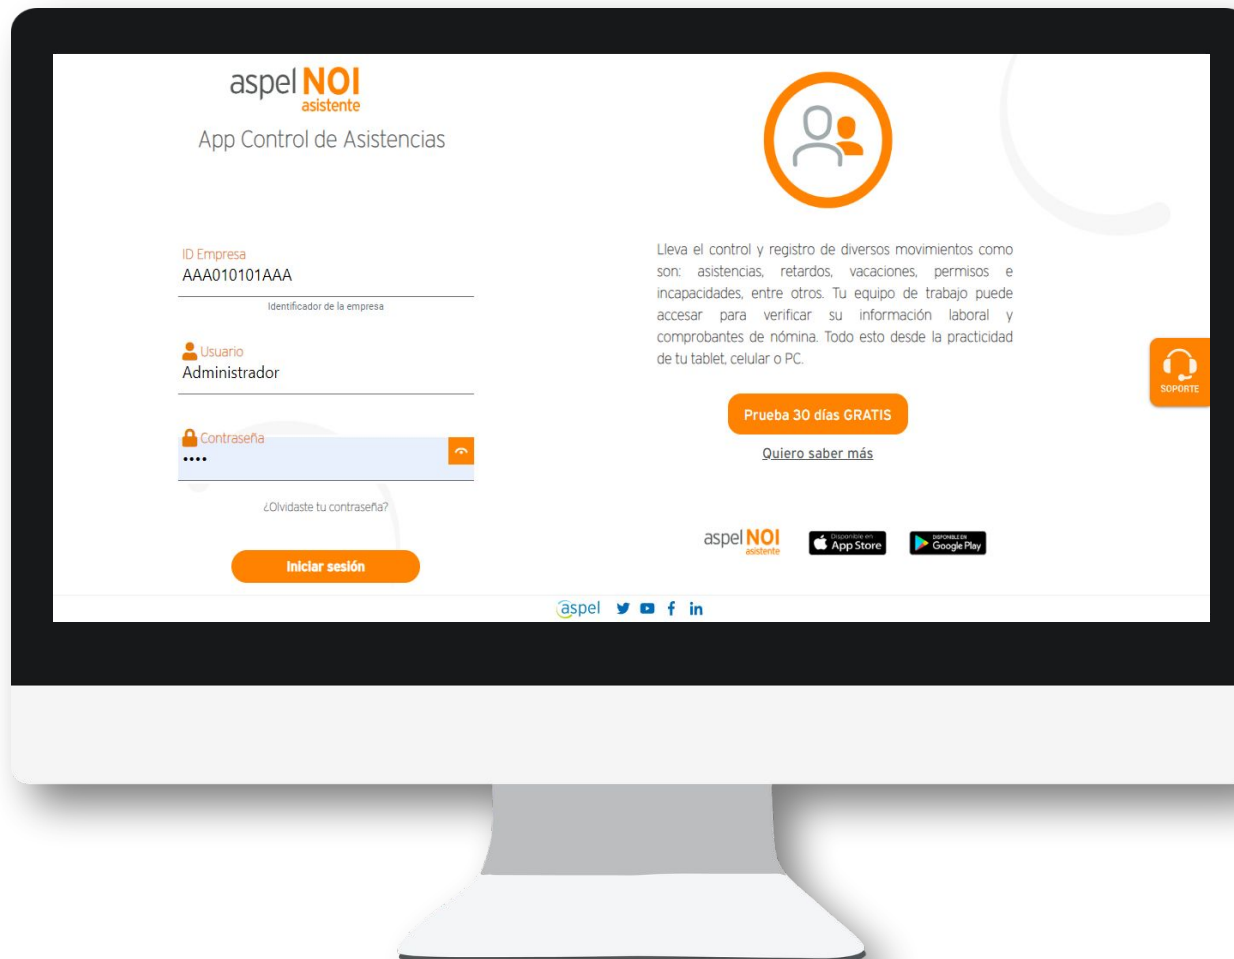 aspel NOI
asistente
App Control de Asistencias
ID Empresa
AAA010101AAA
Identificador de la empresa
Usuario
Administrador
Contraseña
••••
¿Olvidaste tu contraseña?
Iniciar sesión
Lleva el control y registro de diversos movimientos como
son: asistencias, retardos, vacaciones, permisos e
incapacidades, entre otros. Tu equipo de trabajo puede
accesar para verificar su información laboral y
comprobantes de nómina. Todo esto desde la practicidad
de tu tablet, celular o PC.
Prueba 30 días GRATIS
Quiero saber más
aspel NOI
asistente
Disponible en
App Store
DISPONIBLE EN
Google Play
SOPORTE
aspel